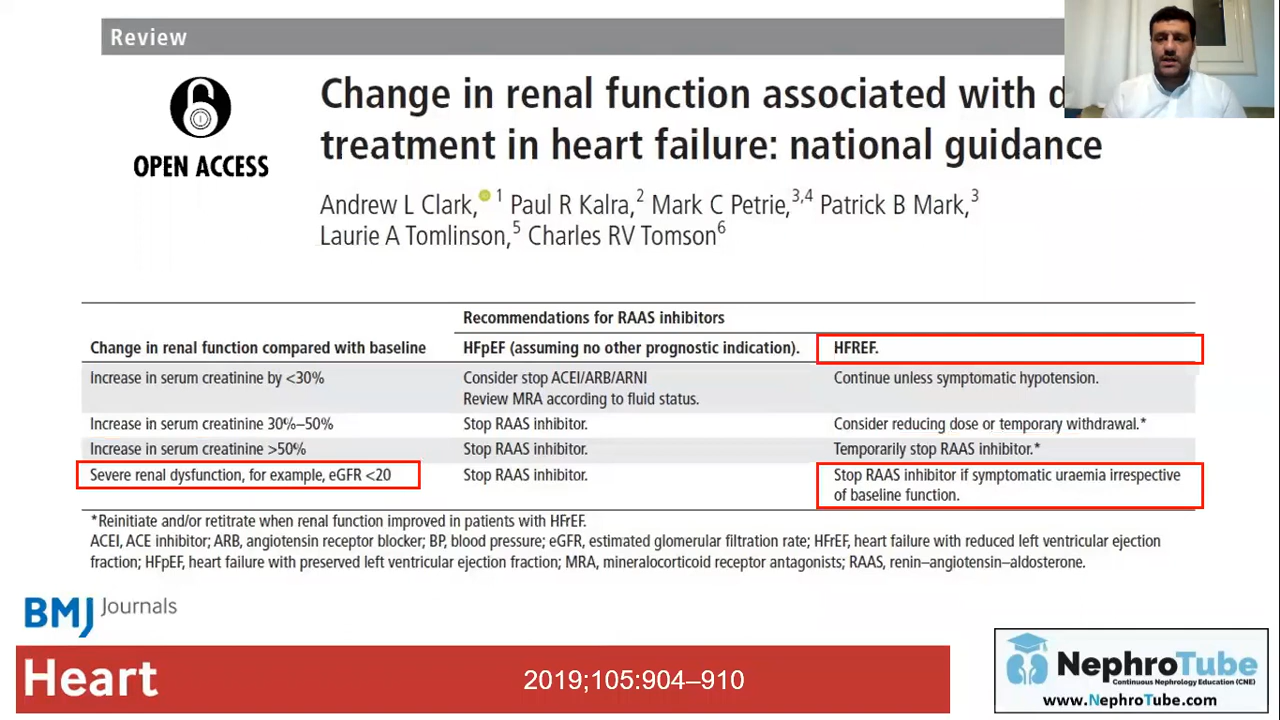 Review
OPEN ACCESS
Change in renal function associated with d
treatment in heart failure: national guidance
Andrew L Clark, 1 Paul R Kalra,2 Mark C Petrie,3,4 Patrick B Mark,3
Laurie A Tomlinson,5 Charles RV Tomson6
Recommendations for RAAS inhibitors
Change in renal function compared with baseline HFpEF (assuming no other prognostic indication). HFREF.
Increase in serum creatinine by <30% Consider stop ACEI/ARB/ARNI Continue unless symptomatic hypotension.
Review MRA according to fluid status.
Increase in serum creatinine 30%–50% Stop RAAS inhibitor. Consider reducing dose or temporary withdrawal.*
Increase in serum creatinine >50% Stop RAAS inhibitor. Temporarily stop RAAS inhibitor.*
Severe renal dysfunction, for example, eGFR <20 Stop RAAS inhibitor. Stop RAAS inhibitor if symptomatic uraemia irrespective
of baseline function.
*Reinitiate and/or retitrate when renal function improved in patients with HFrEF.
ACEI, ACE inhibitor; ARB, angiotensin receptor blocker; BP, blood pressure; eGFR, estimated glomerular filtration rate; HFrEF, heart failure with reduced left ventricular ejection
fraction; HFpEF, heart failure with preserved left ventricular ejection fraction; MRA, mineralocorticoid receptor antagonists; RAAS, renin–angiotensin–aldosterone.
BMJ Journals
Heart
2019;105:904–910
NephroTube
Continuous Nephrology Education (CNE)
www.NephroTube.com